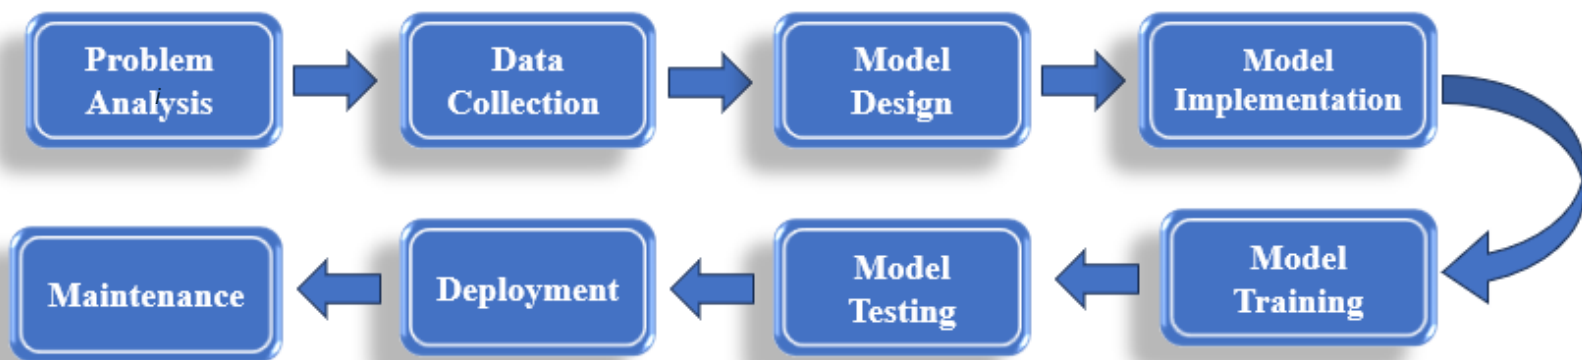 Problem
Analysis
Data
Collection
Model
Design
Model
Implementation
Model
Training
Model
Testing
Deployment
Maintenance